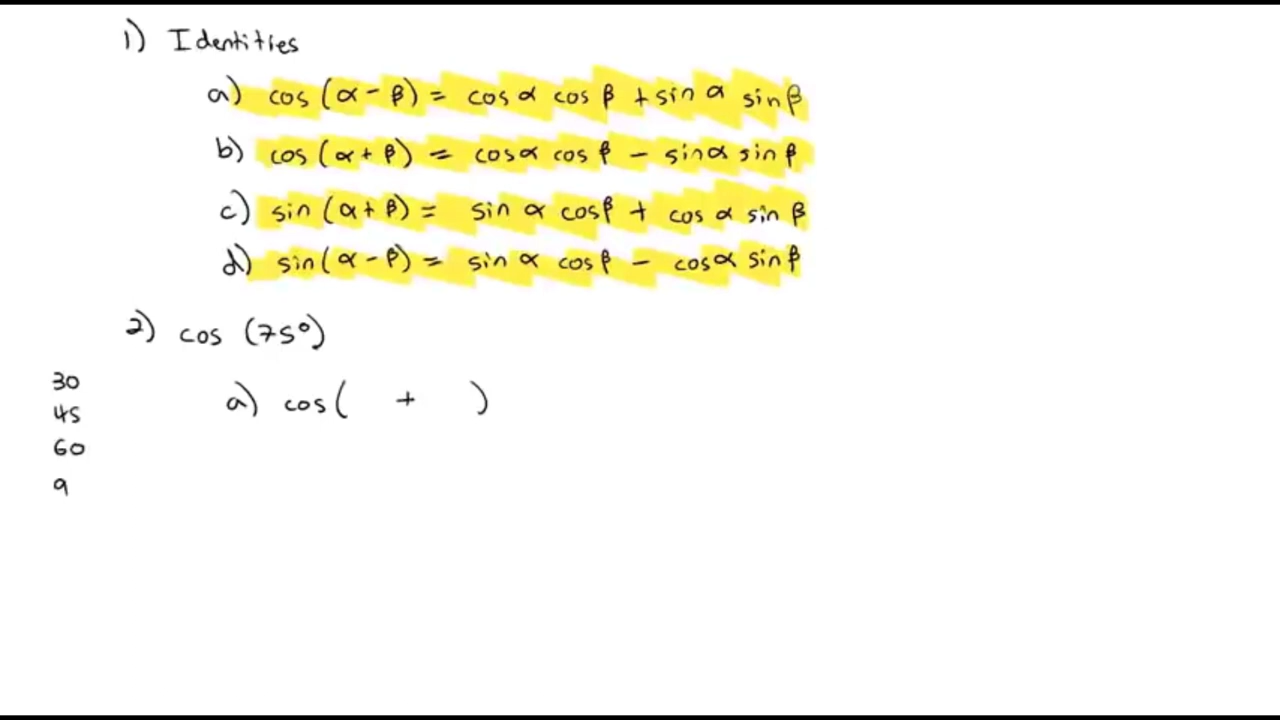 1) Identities
a) cos(α - β) = cos α cos β + sin α sin β
b) cos(α + β) = cos α cos β - sin α sin β
c) sin(α + β) = sin α cos β + cos α sin β
d) sin(α - β) = sin α cos β - cos α sin β
2) cos (75°)
30
a) cos(   +   )
45
60
9